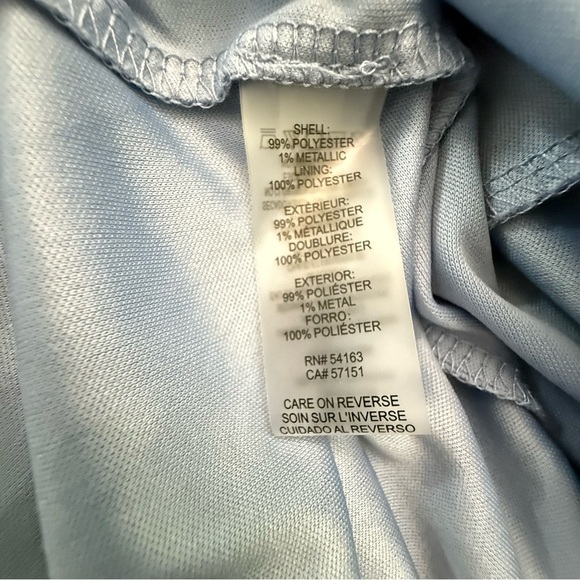 SHELL:
99% POLYESTER
1% METALLIC
LINING:
100% POLYESTER
EXTÉRIEUR:
99% POLYESTER
1% MÉTALLIQUE
DOUBLURE:
100% POLYESTER
EXTERIOR:
99% POLIÉSTER
1% METAL
FORRO:
100% POLIÉSTER
RN# 54163
CA# 57151
CARE ON REVERSE
SOIN SUR L'INVERSE
CUIDADO AL REVERSO